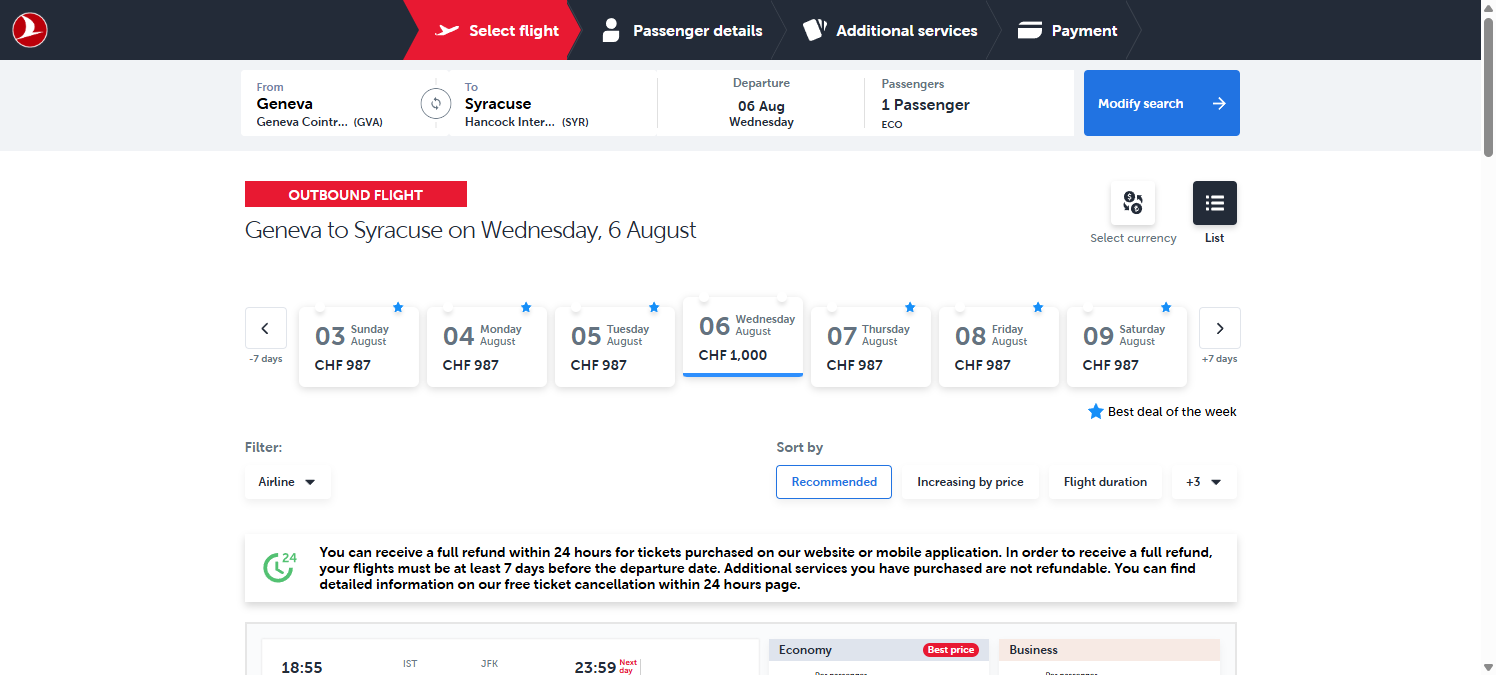 Select flight
Passenger details
Additional services
Payment
From
Geneva
Geneva Cointr... (GVA)
To
Syracuse
Hancock Inter... (SYR)
Departure
06 Aug
Wednesday
Passengers
1 Passenger
ECO
Modify search
OUTBOUND FLIGHT
Geneva to Syracuse on Wednesday, 6 August
Select currency
List
-7 days
03 Sunday August
CHF 987
04 Monday August
CHF 987
05 Tuesday August
CHF 987
06 Wednesday August
CHF 1,000
07 Thursday August
CHF 987
08 Friday August
CHF 987
09 Saturday August
CHF 987
+7 days
Best deal of the week
Filter:
Airline
Sort by
Recommended
Increasing by price
Flight duration
+3
24
You can receive a full refund within 24 hours for tickets purchased on our website or mobile application. In order to receive a full refund,
your flights must be at least 7 days before the departure date. Additional services you have purchased are not refundable. You can find
detailed information on our free ticket cancellation within 24 hours page.
18:55
IST
JFK
23:59 Next day
Economy
Best price
Per passenger
Business
Per passenger